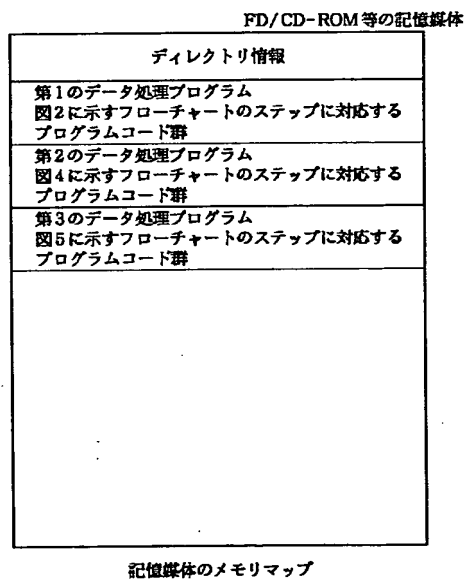 FD/CD-ROM等の記憶媒体
ディレクトリ情報
第1のデータ処理プログラム
図2に示すフローチャートのステップに対応する
プログラムコード群
第2のデータ処理プログラム
図4に示すフローチャートのステップに対応する
プログラムコード群
第3のデータ処理プログラム
図5に示すフローチャートのステップに対応する
プログラムコード群
記憶媒体のメモリマップ